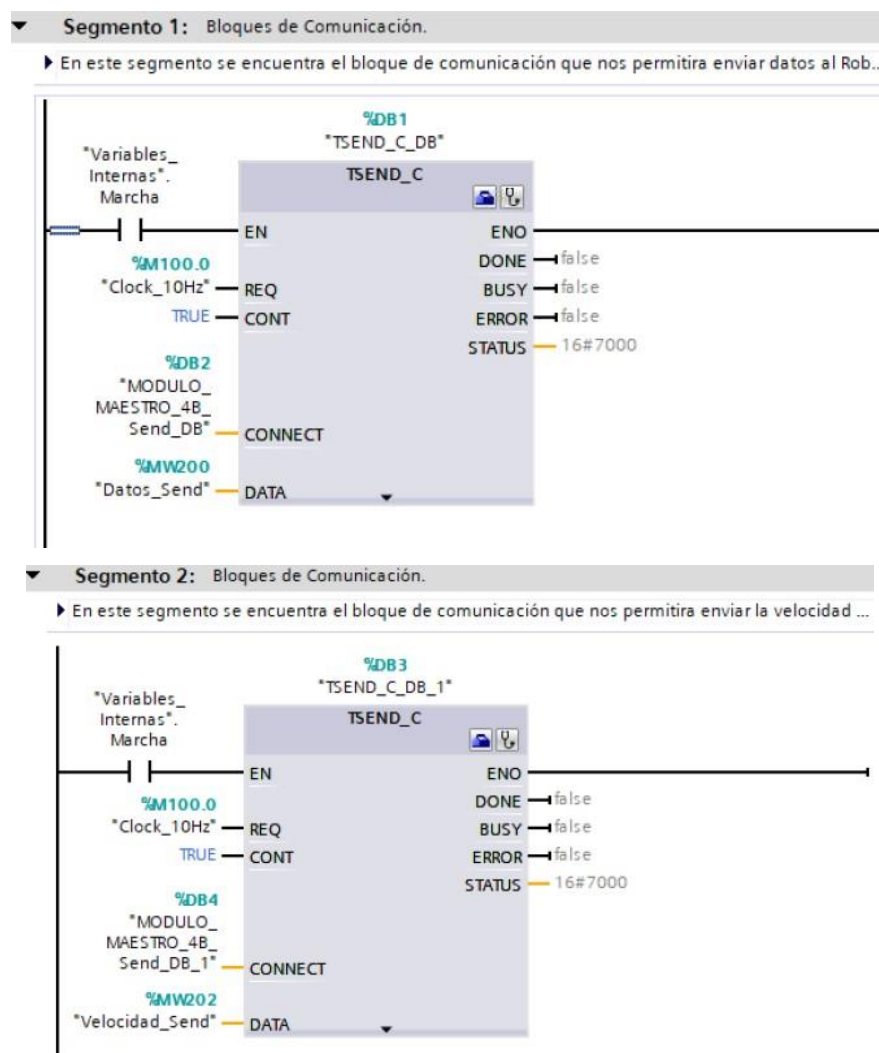 Segmento 1: Bloques de Comunicación.
En este segmento se encuentra el bloque de comunicación que nos permitira enviar datos al Rob...
%DB1
"TSEND_C_DB"
"Variables_
Internas".
Marcha
TSEND_C
EN
ENO
%M100.0
"Clock_10Hz"
REQ
DONE
false
BUSY
false
TRUE
CONT
ERROR
false
STATUS
16#7000
%DB2
"MODULO_
MAESTRO_4B_
Send_DB"
CONNECT
%MW200
"Datos_Send"
DATA
Segmento 2: Bloques de Comunicación.
En este segmento se encuentra el bloque de comunicación que nos permitira enviar la velocidad ...
%DB3
"TSEND_C_DB_1"
"Variables_
Internas".
Marcha
TSEND_C
EN
ENO
%M100.0
"Clock_10Hz"
REQ
DONE
false
BUSY
false
TRUE
CONT
ERROR
false
STATUS
16#7000
%DB4
"MODULO_
MAESTRO_4B_
Send_DB_1"
CONNECT
%MW202
"Velocidad_Send"
DATA